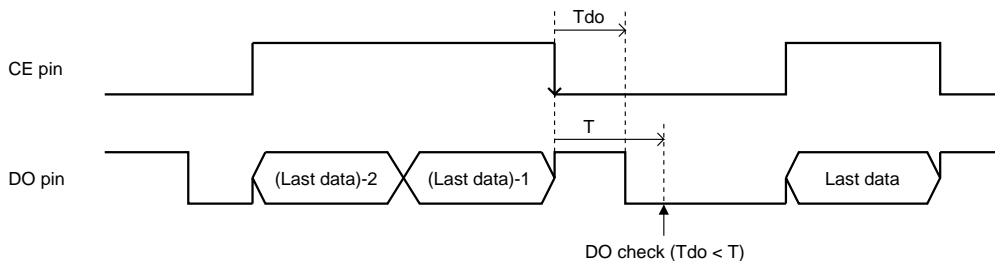 Tdo
CE pin
T
DO pin
(Last data)-2
(Last data)-1
Last data
DO check (Tdo < T)